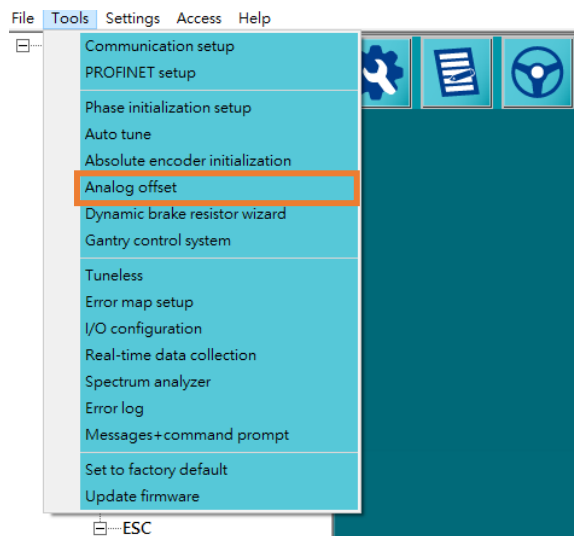 File Tools Settings Access Help
Communication setup
PROFINET setup
Phase initialization setup
Auto tune
Absolute encoder initialization
Analog offset
Dynamic brake resistor wizard
Gantry control system
Tuneless
Error map setup
I/O configuration
Real-time data collection
Spectrum analyzer
Error log
Messages+command prompt
Set to factory default
Update firmware
ESC